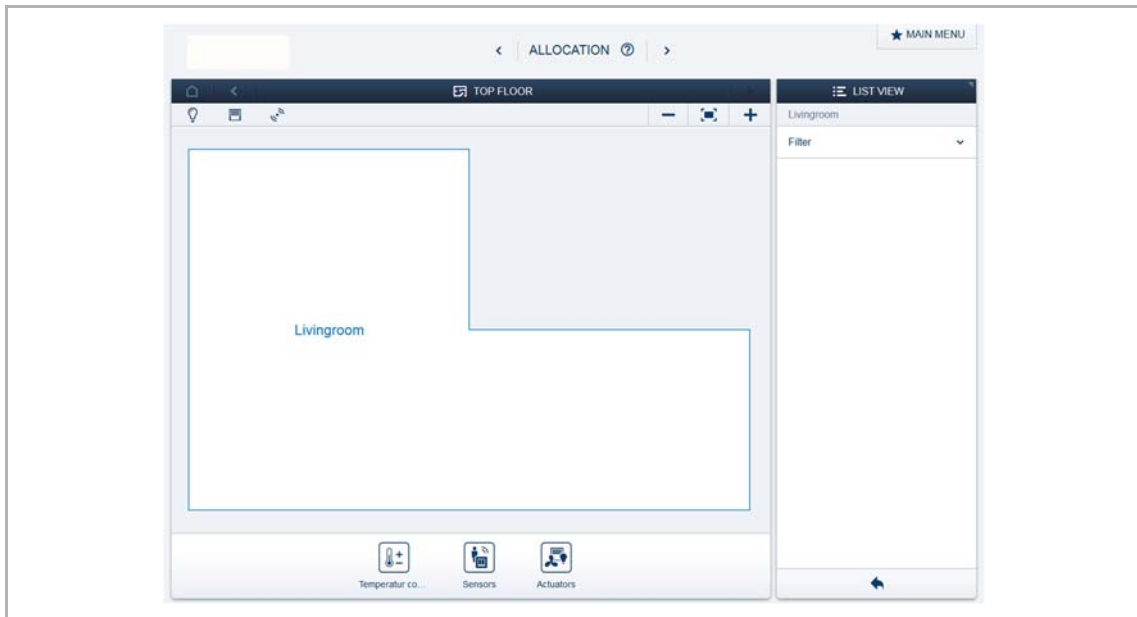 MAIN MENU
ALLOCATION
TOP FLOOR
LIST VIEW
Livingroom
Filter
Livingroom
Temperatur co...
Sensors
Actuators